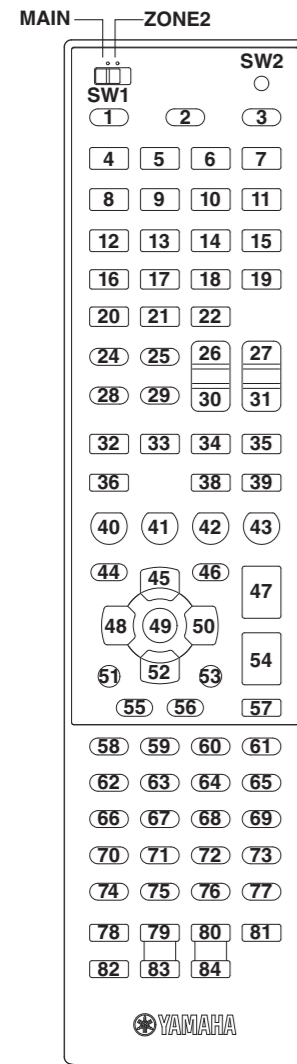 MAIN ZONE2
SW2
SW1
1 2 3
4 5 6 7
8 9 10 11
12 13 14 15
16 17 18 19
20 21 22
24 25 26 27
28 29 30 31
32 33 34 35
36 38 39
40 41 42 43
44 45 46
47
48 49 50
54
51 52 53
55 56 57
58 59 60 61
62 63 64 65
66 67 68 69
70 71 72 73
74 75 76 77
78 79 80 81
82 83 84
YAMAHA